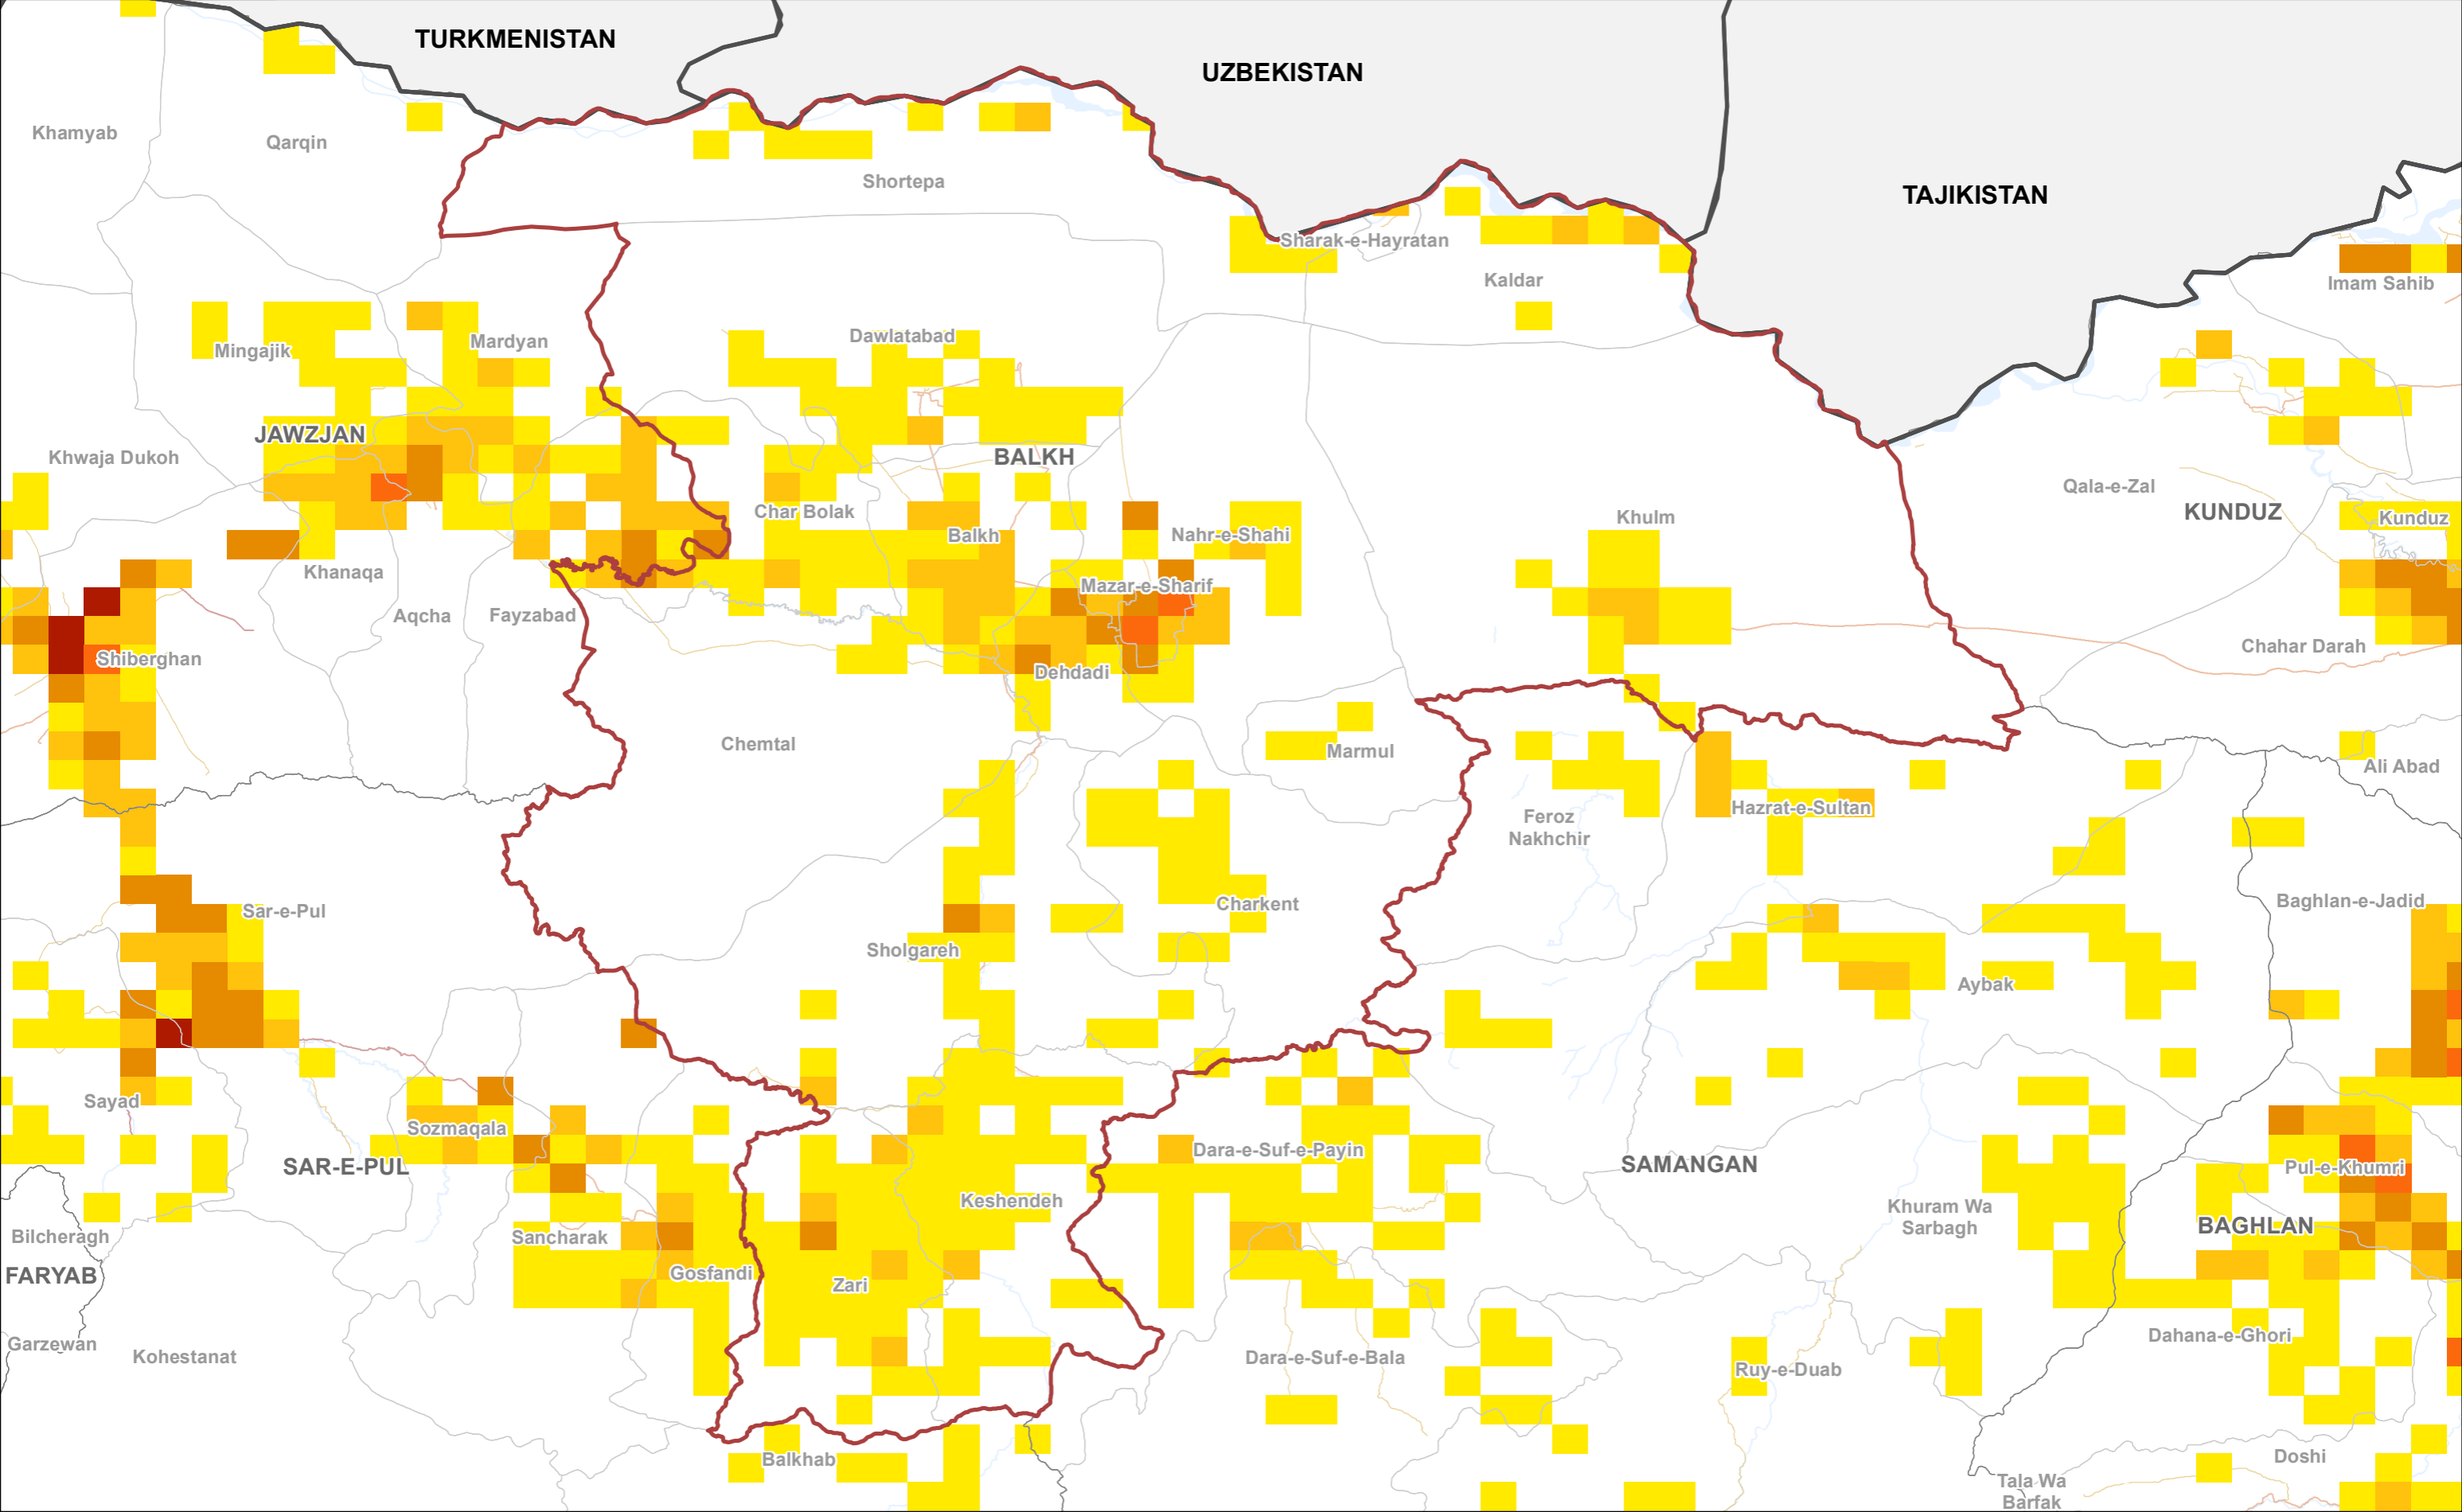 TURKMENISTAN
UZBEKISTAN
Khamyab
Qarqin
Shortepa
TAJIKISTAN
Sharak-e-Hayratan
Kaldar
Imam Sahib
Mingajik
Mardyan
Dawlatabad
JAWZJAN
Khwaja Dukoh
BALKH
Qala-e-Zal
KUNDUZ
Kunduz
Char Bolak
Balkh
Nahr-e-Shahi
Khulm
Khanaqa
Mazar-e-Sharif
Aqcha
Fayzabad
Shiberghan
Dehdadi
Chahar Darah
Chemtal
Marmul
Ali Abad
Feroz
Nakhchir
Hazrat-e-Sultan
Sar-e-Pul
Charkent
Baghlan-e-Jadid
Sholgareh
Aybak
Sayad
Sozmaqala
SAR-E-PUL
Dara-e-Suf-e-Payin
SAMANGAN
Pul-e-Khumri
Keshendeh
Khuram Wa
Sarbagh
BAGHLAN
Bilcheragh
Sancharak
FARYAB
Gosfandi
Zari
Garzewan
Kohestanat
Dara-e-Suf-e-Bala
Ruy-e-Duab
Dahana-e-Ghori
Balkhab
Doshi
Tala Wa
Barfak